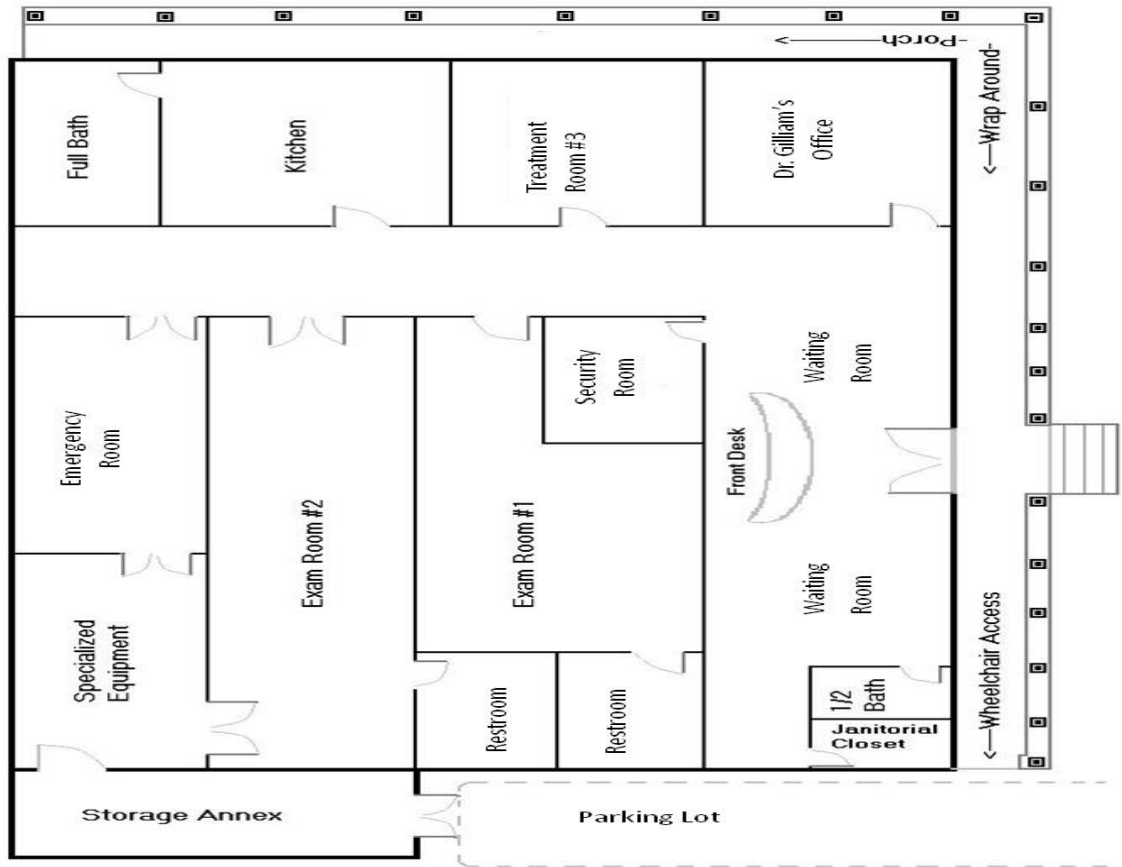 <----------Porch-
<—Wrap Around-
Full Bath
Kitchen
Treatment
Room #3
Dr. Gilliam's
Office
Emergency
Room
Security
Room
Waiting
Room
Front Desk
Exam Room #2
Exam Room #1
Waiting
Room
Specialized
Equipment
Restroom
Restroom
1/2
Bath
Janitorial
Closet
<—Wheelchair Access
Storage Annex
Parking Lot